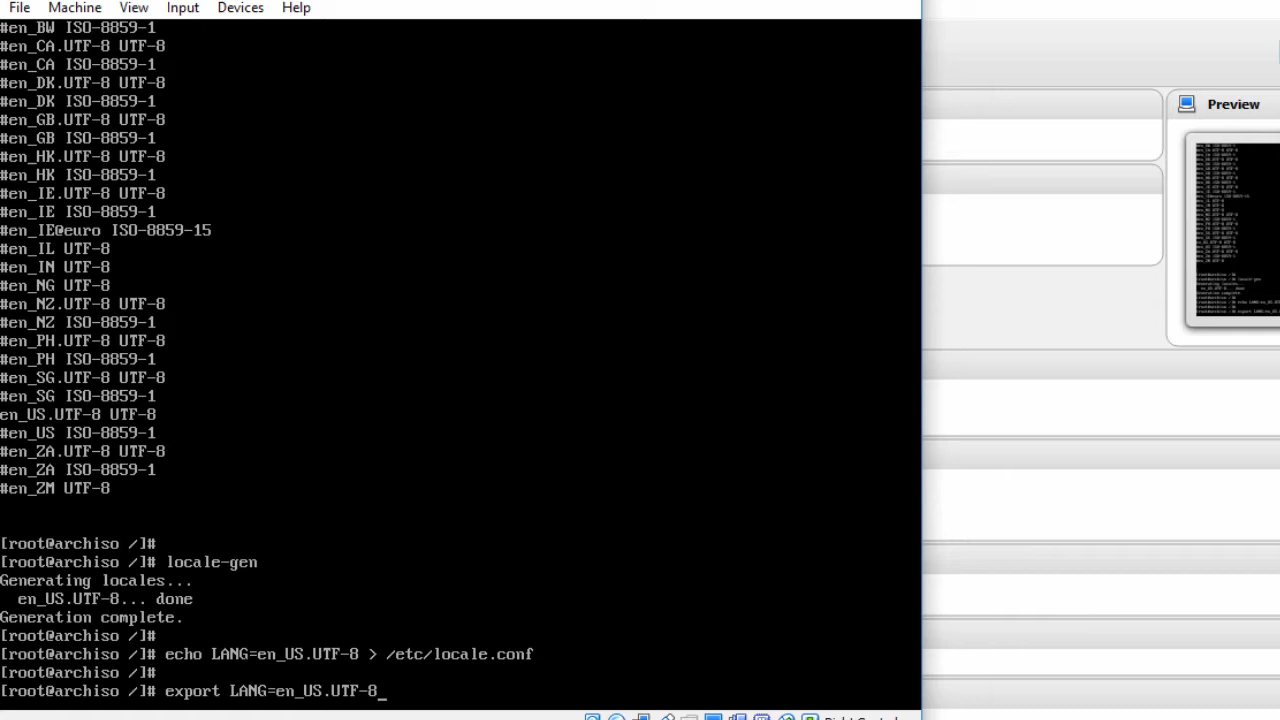 File Machine View Input Devices Help
#en_BW ISO-8859-1
#en_CA.UTF-8 UTF-8
#en_CA ISO-8859-1
#en_DK.UTF-8 UTF-8
#en_DK ISO-8859-1
#en_GB.UTF-8 UTF-8
#en_GB ISO-8859-1
#en_HK.UTF-8 UTF-8
#en_HK ISO-8859-1
#en_IE.UTF-8 UTF-8
#en_IE ISO-8859-1
#en_IE@euro ISO-8859-15
#en_IL UTF-8
#en_IN UTF-8
#en_NG UTF-8
#en_NZ.UTF-8 UTF-8
#en_NZ ISO-8859-1
#en_PH.UTF-8 UTF-8
#en_PH ISO-8859-1
#en_SG.UTF-8 UTF-8
#en_SG ISO-8859-1
en_US.UTF-8 UTF-8
#en_US ISO-8859-1
#en_ZA.UTF-8 UTF-8
#en_ZA ISO-8859-1
#en_ZM UTF-8
[root@archiso /]#
[root@archiso /]# locale-gen
Generating locales...
en_US.UTF-8... done
Generation complete.
[root@archiso /]#
[root@archiso /]# echo LANG=en_US.UTF-8 > /etc/locale.conf
[root@archiso /]#
[root@archiso /]# export LANG=en_US.UTF-8_
Preview